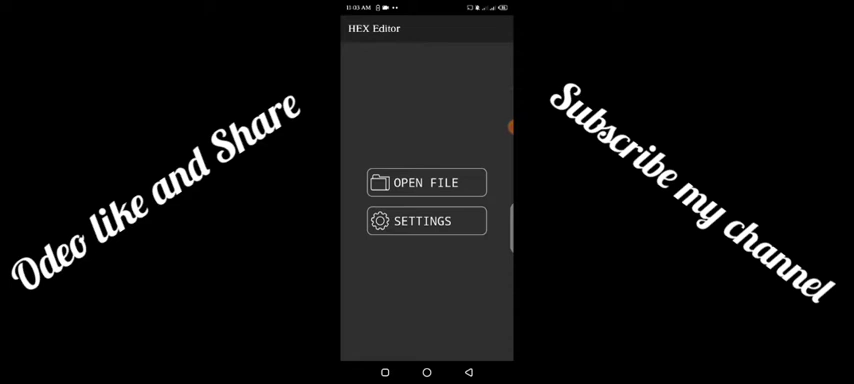 11:03 AM
HEX Editor
OPEN FILE
SETTINGS
Odeo like and Share
Subscribe my channel